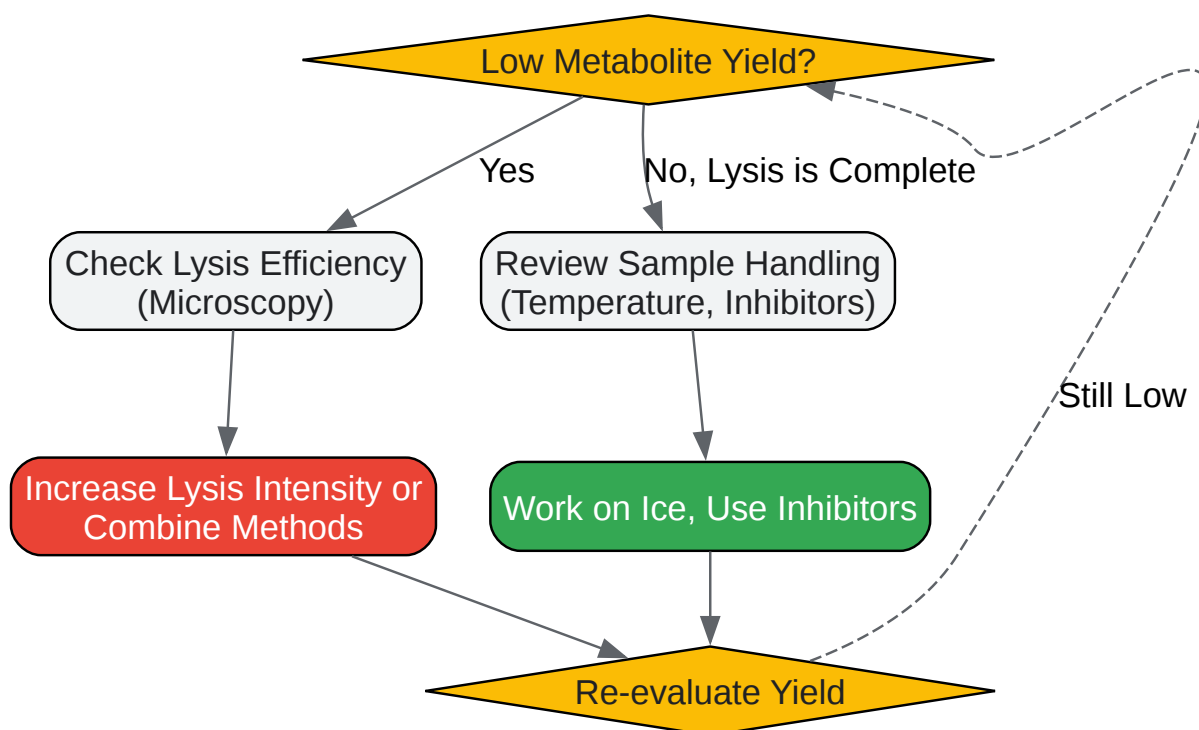 Low Metabolite Yield?
Yes
No, Lysis is Complete
Check Lysis Efficiency
(Microscopy)
Review Sample Handling
(Temperature, Inhibitors)
Still Low
Increase Lysis Intensity or
Combine Methods
Work on Ice, Use Inhibitors
Re-evaluate Yield